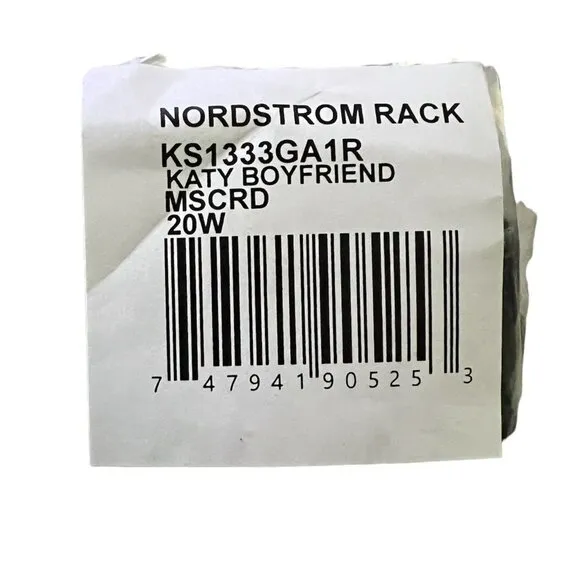 NORDSTROM RACK
KS1333GA1R
KATY BOYFRIEND
MSCRD
20W
7 47941 90525 3